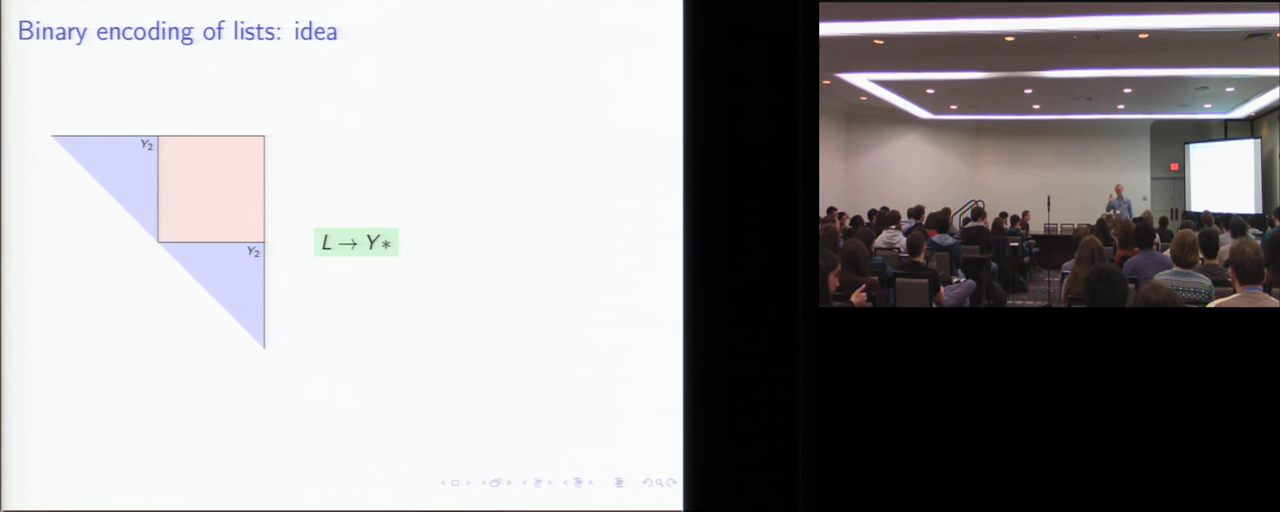 Binary encoding of lists: idea
Y₂
Y₂
L → Y*